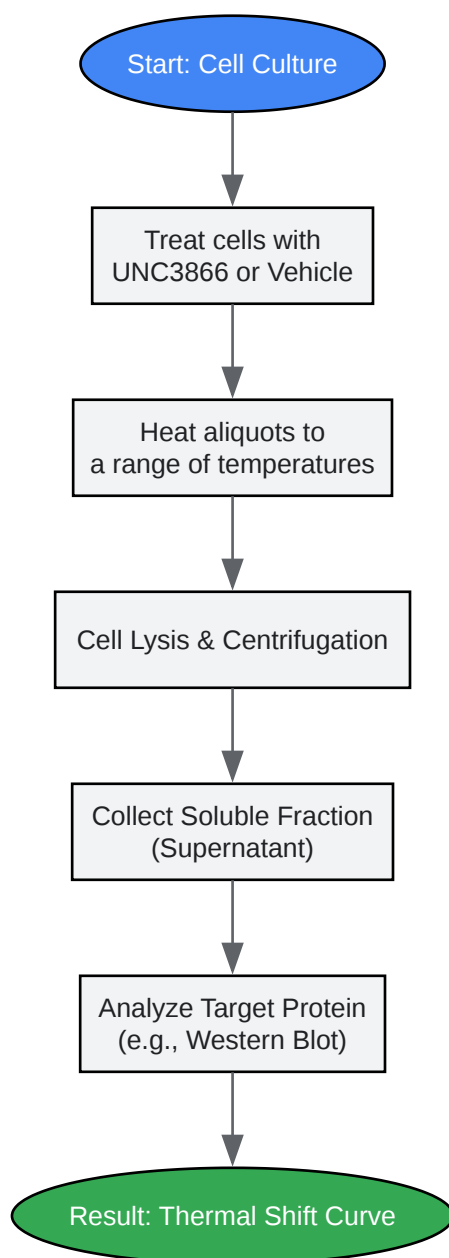 Start: Cell Culture
Treat cells with
UNC3866 or Vehicle
Heat aliquots to
a range of temperatures
Cell Lysis & Centrifugation
Collect Soluble Fraction
(Supernatant)
Analyze Target Protein
(e.g., Western Blot)
Result: Thermal Shift Curve